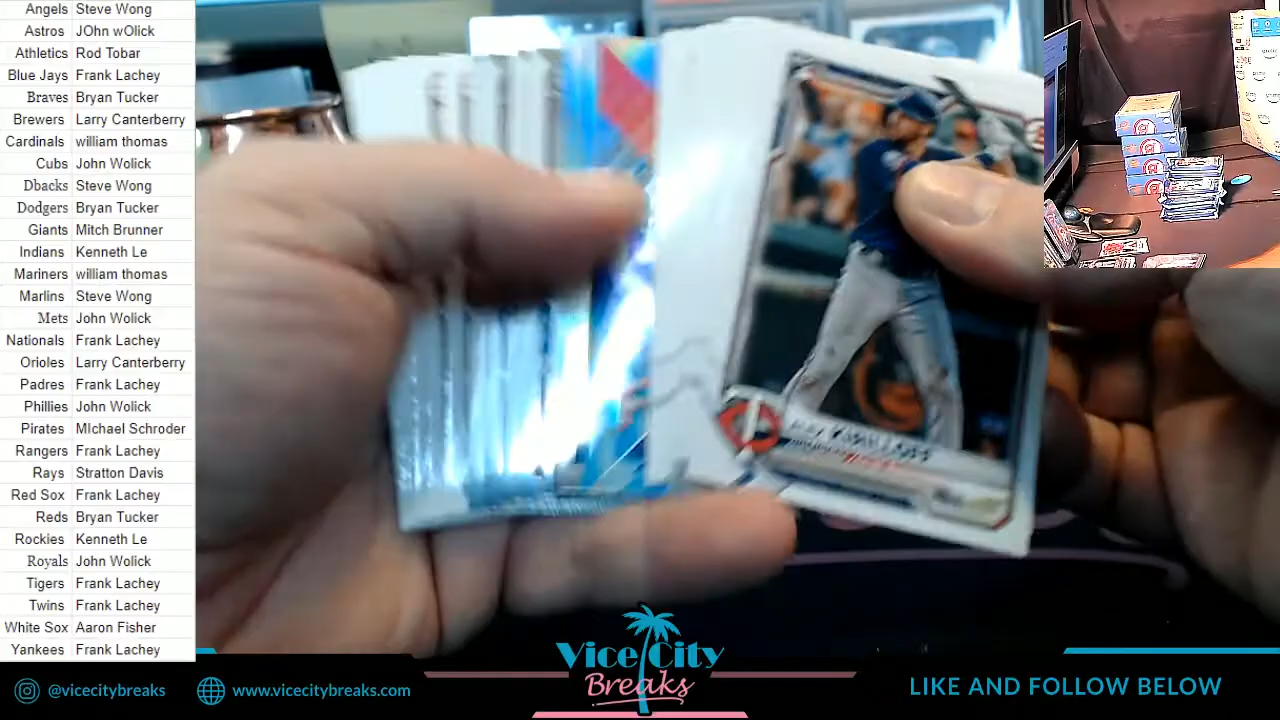 Angels Steve Wong
Astros JOhn wOlick
Athletics Rod Tobar
Blue Jays Frank Lachey
Braves Bryan Tucker
Brewers Larry Canterberry
Cardinals william thomas
Cubs John Wolick
Dbacks Steve Wong
Dodgers Bryan Tucker
Giants Mitch Brunner
Indians Kenneth Le
Mariners william thomas
Marlins Steve Wong
Mets John Wolick
Nationals Frank Lachey
Orioles Larry Canterberry
Padres Frank Lachey
Phillies John Wolick
Pirates MIchael Schroder
Rangers Frank Lachey
Rays Stratton Davis
Red Sox Frank Lachey
Reds Bryan Tucker
Rockies Kenneth Le
Royals John Wolick
Tigers Frank Lachey
Twins Frank Lachey
White Sox Aaron Fisher
Yankees Frank Lachey
KIRILLOFF
@vicecitybreaks
www.vicecitybreaks.com
Vice City
Breaks
LIKE AND FOLLOW BELOW